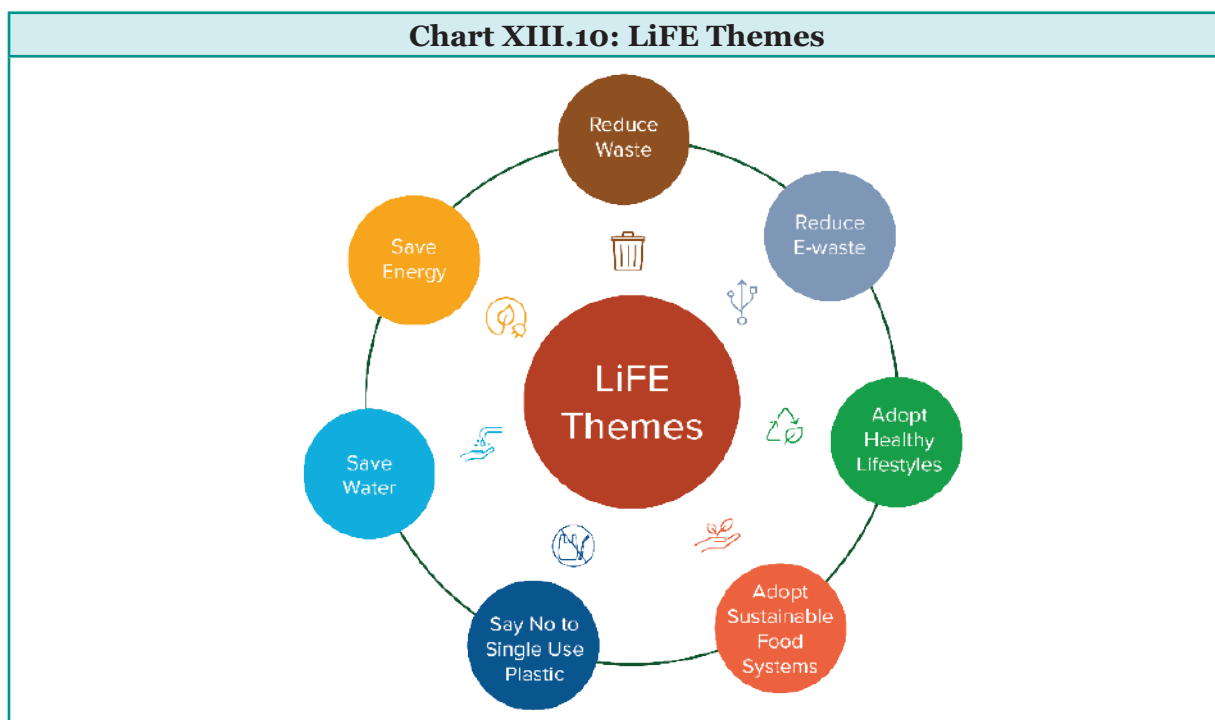 Chart XIII.10: LiFE Themes
Reduce
Waste
Reduce
E-waste
Adopt
Healthy
Lifestyles
Adopt
Sustainable
Food
Systems
Say No to
Single Use
Plastic
Save
Water
Save
Energy
LiFE
Themes